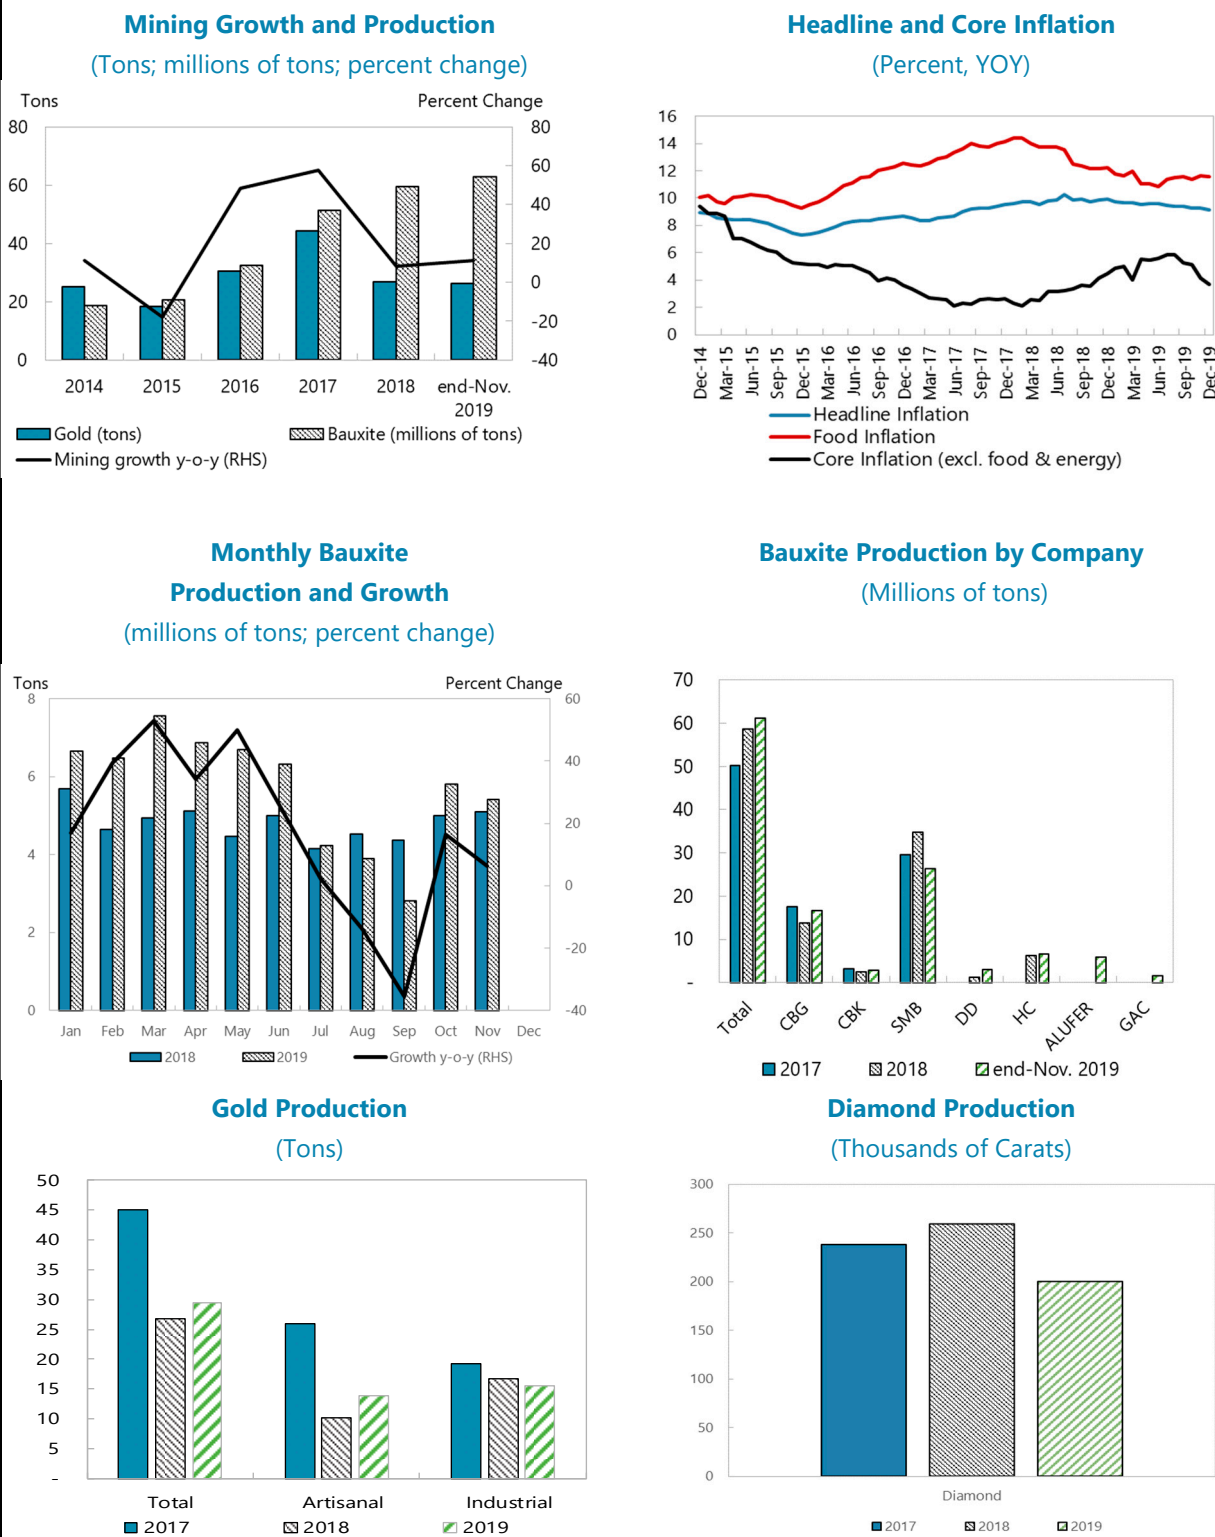 Mining Growth and Production
(Tons; millions of tons; percent change)
Tons
Percent Change
80
60
40
20
0
80
60
40
20
0
-20
-40
2014
2015
2016
2017
2018
end-Nov.
2019
Gold (tons)
Bauxite (millions of tons)
Mining growth y-o-y (RHS)
Headline and Core Inflation
(Percent, YOY)
16
14
12
10
8
6
4
2
0
Dec-14
Mar-15
Jun-15
Sep-15
Dec-15
Mar-16
Jun-16
Sep-16
Dec-16
Mar-17
Jun-17
Sep-17
Dec-17
Mar-18
Jun-18
Sep-18
Dec-18
Mar-19
Jun-19
Sep-19
Dec-19
Headline Inflation
Food Inflation
Core Inflation (excl. food & energy)
Monthly Bauxite
Production and Growth
(millions of tons; percent change)
Tons
Percent Change
8
6
4
2
0
60
40
20
0
-20
-40
Jan
Feb
Mar
Apr
May
Jun
Jul
Aug
Sep
Oct
Nov
Dec
2018
2019
Growth y-o-y (RHS)
Bauxite Production by Company
(Millions of tons)
70
60
50
40
30
20
10
-
Total
CBG
CBK
SMB
DD
HC
ALUFER
GAC
2017
2018
end-Nov. 2019
Gold Production
(Tons)
50
45
40
35
30
25
20
15
10
5
-
Total
Artisanal
Industrial
2017
2018
2019
Diamond Production
(Thousands of Carats)
300
250
200
150
100
50
0
Diamond
2017
2018
2019